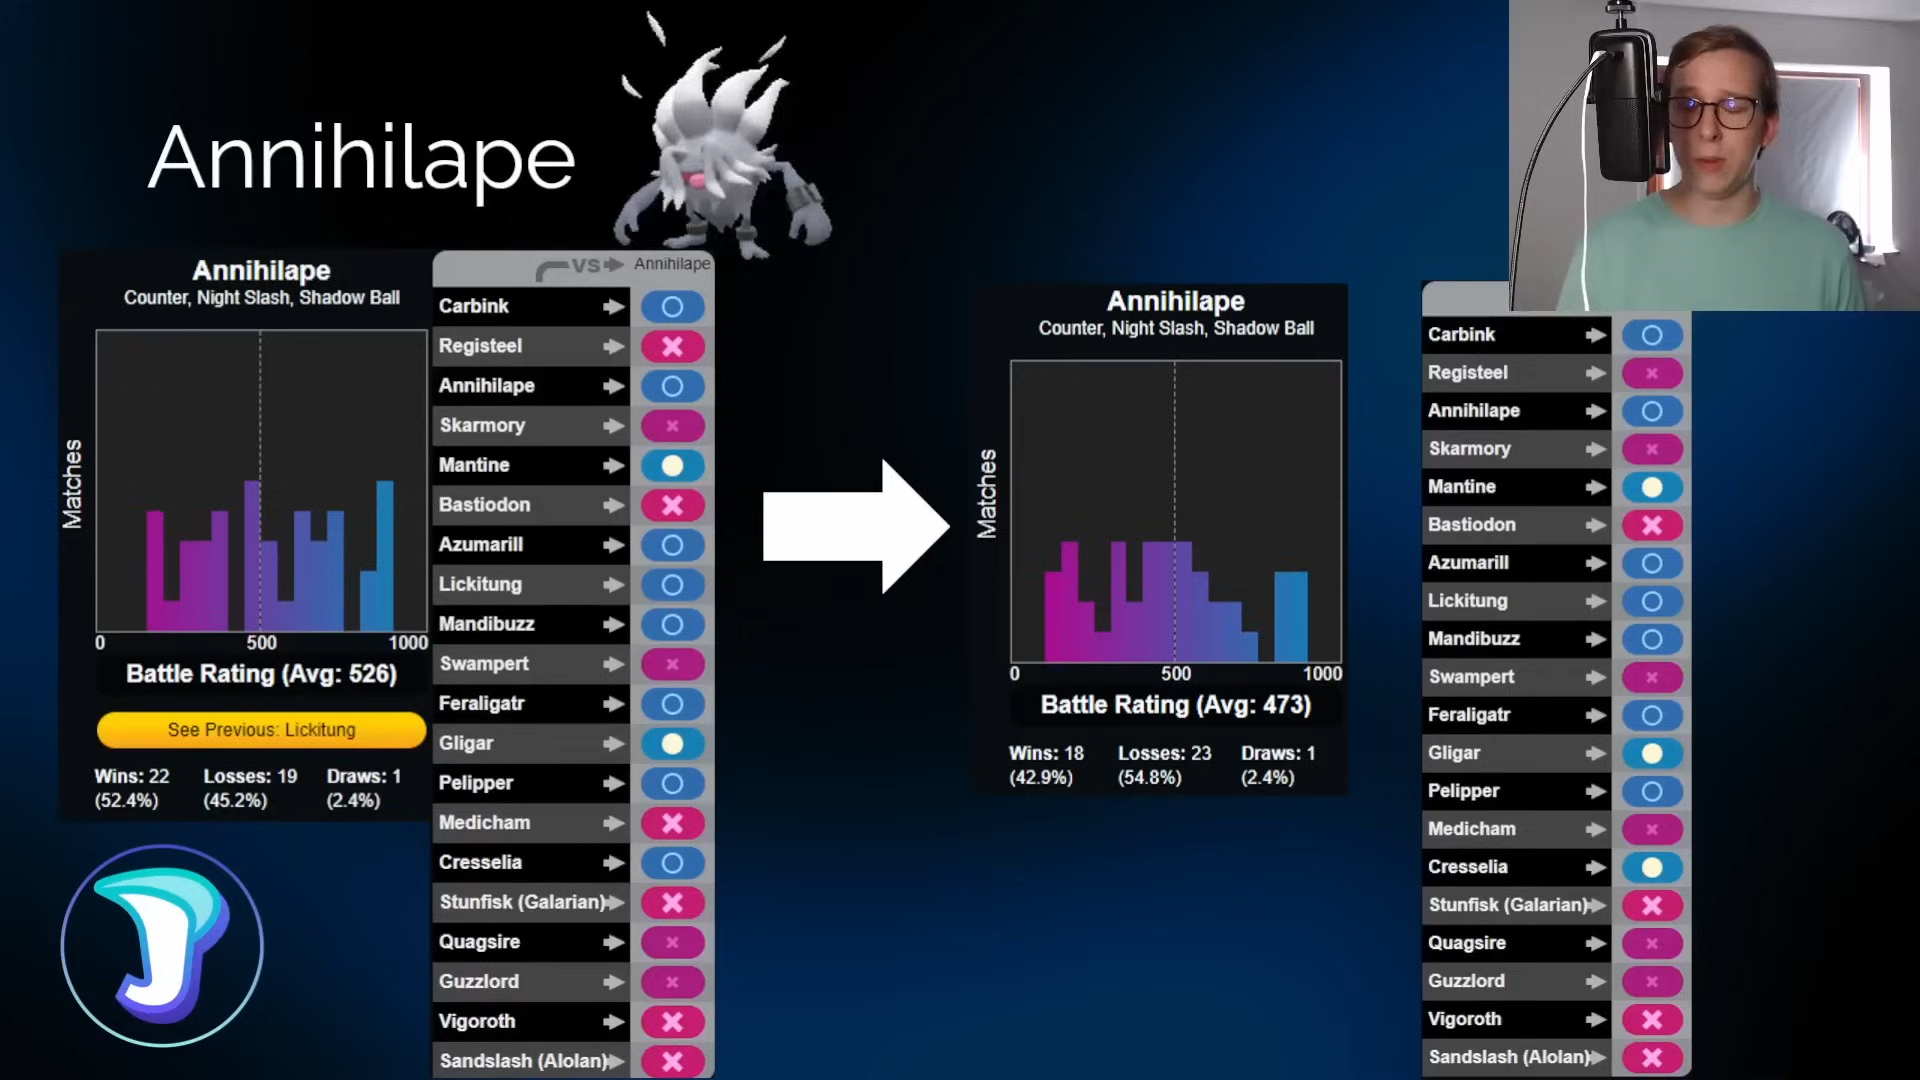 Annihilape
Annihilape
Counter, Night Slash, Shadow Ball
Matches
0 500 1000
Battle Rating (Avg: 526)
See Previous: Lickitung
Wins: 22 Losses: 19 Draws: 1
(52.4%) (45.2%) (2.4%)
VS Annihilape
Carbink
Registeel
Annihilape
Skarmory
Mantine
Bastiodon
Azumarill
Lickitung
Mandibuzz
Swampert
Feraligatr
Gligar
Pelipper
Medicham
Cresselia
Stunfisk (Galarian)
Quagsire
Guzzlord
Vigoroth
Sandslash (Alolan)
Annihilape
Counter, Night Slash, Shadow Ball
Matches
0 500 1000
Battle Rating (Avg: 473)
Wins: 18 Losses: 23 Draws: 1
(42.9%) (54.8%) (2.4%)
Carbink
Registeel
Annihilape
Skarmory
Mantine
Bastiodon
Azumarill
Lickitung
Mandibuzz
Swampert
Feraligatr
Gligar
Pelipper
Medicham
Cresselia
Stunfisk (Galarian)
Quagsire
Guzzlord
Vigoroth
Sandslash (Alolan)